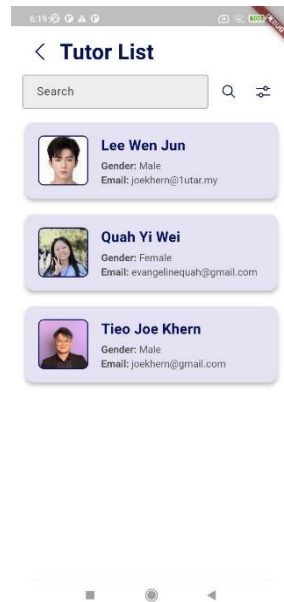 6:19
DEBUG
Tutor List
Search
Lee Wen Jun
Gender: Male
Email: joekhern@1utar.my
Quah Yi Wei
Gender: Female
Email: evangelinequah@gmail.com
Tieo Joe Khern
Gender: Male
Email: joekhern@gmail.com